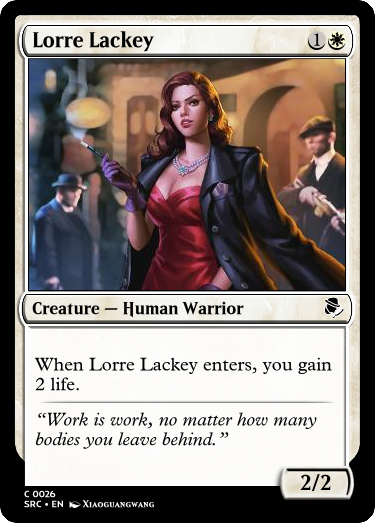 Lorre Lackey
1
Creature — Human Warrior
When Lorre Lackey enters, you gain
2 life.
“Work is work, no matter how many
bodies you leave behind.”
2/2
C 0026
SRC • EN XIAOGUANGWANG